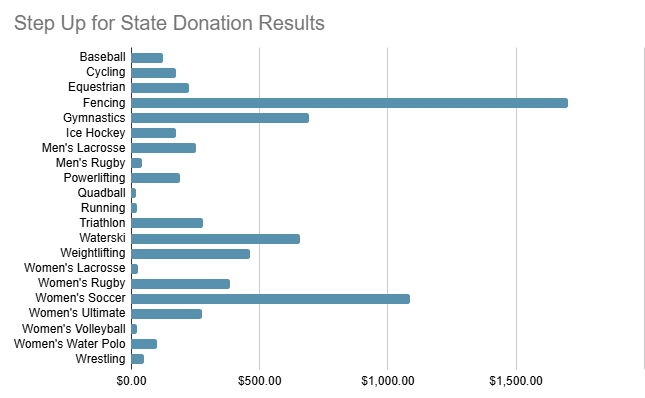 Step Up for State Donation Results
Baseball
Cycling
Equestrian
Fencing
Gymnastics
Ice Hockey
Men's Lacrosse
Men's Rugby
Powerlifting
Quadball
Running
Triathlon
Waterski
Weightlifting
Women's Lacrosse
Women's Rugby
Women's Soccer
Women's Ultimate
Women's Volleyball
Women's Water Polo
Wrestling
$0.00 $500.00 $1,000.00 $1,500.00